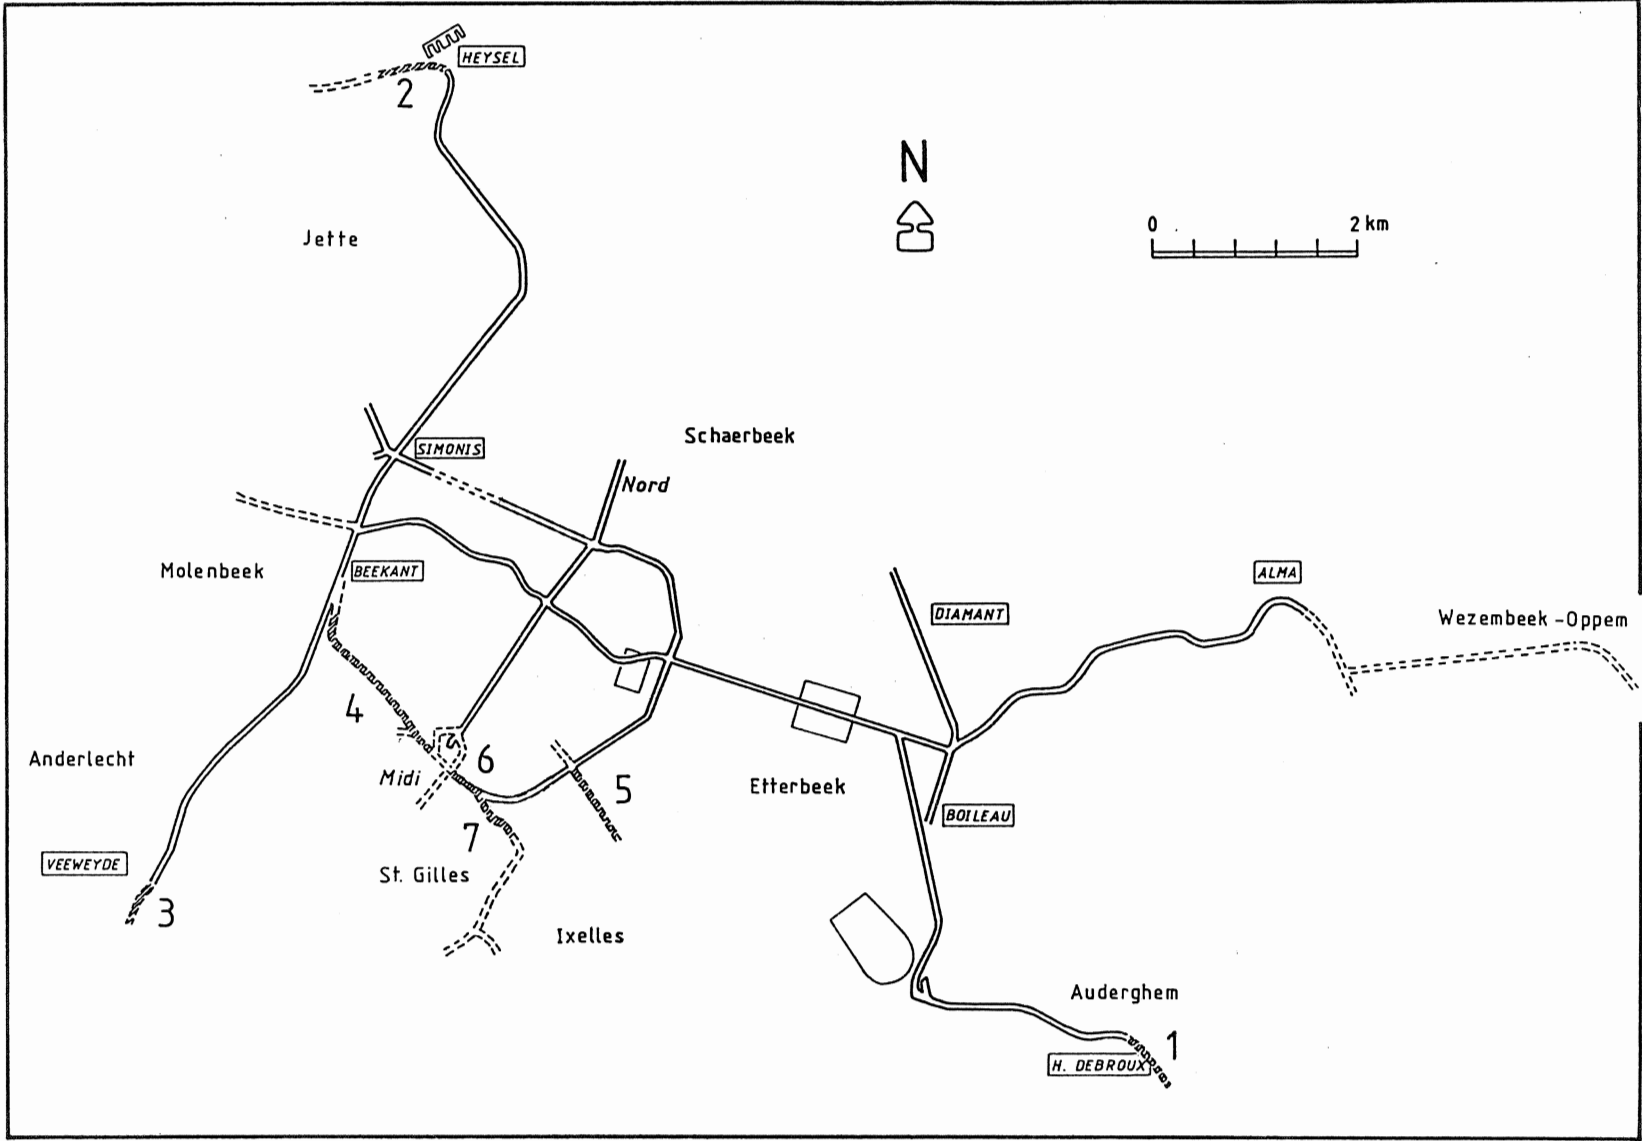 HEYSEL
2
N
0 2 km
Jette
Schaerbeek
SIMONIS
Nord
Molenbeek
BEEKANT
ALMA
DIAMANT
Wezembeek-Oppem
4
Anderlecht
Midi
6
5
Etterbeek
BOILEAU
7
VEEWEYDE
St. Gilles
3
Ixelles
Auderghem
1
H. DEBROUX